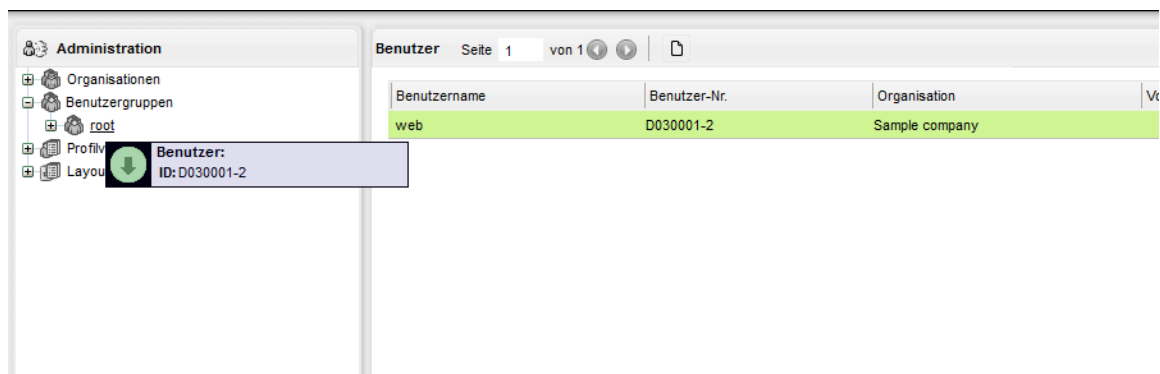 Administration
Organisationen
Benutzergruppen
root
Profilv
Layou
Benutzer:
ID: D030001-2
Benutzer Seite 1 von 1
Benutzername Benutzer-Nr. Organisation
web D030001-2 Sample company